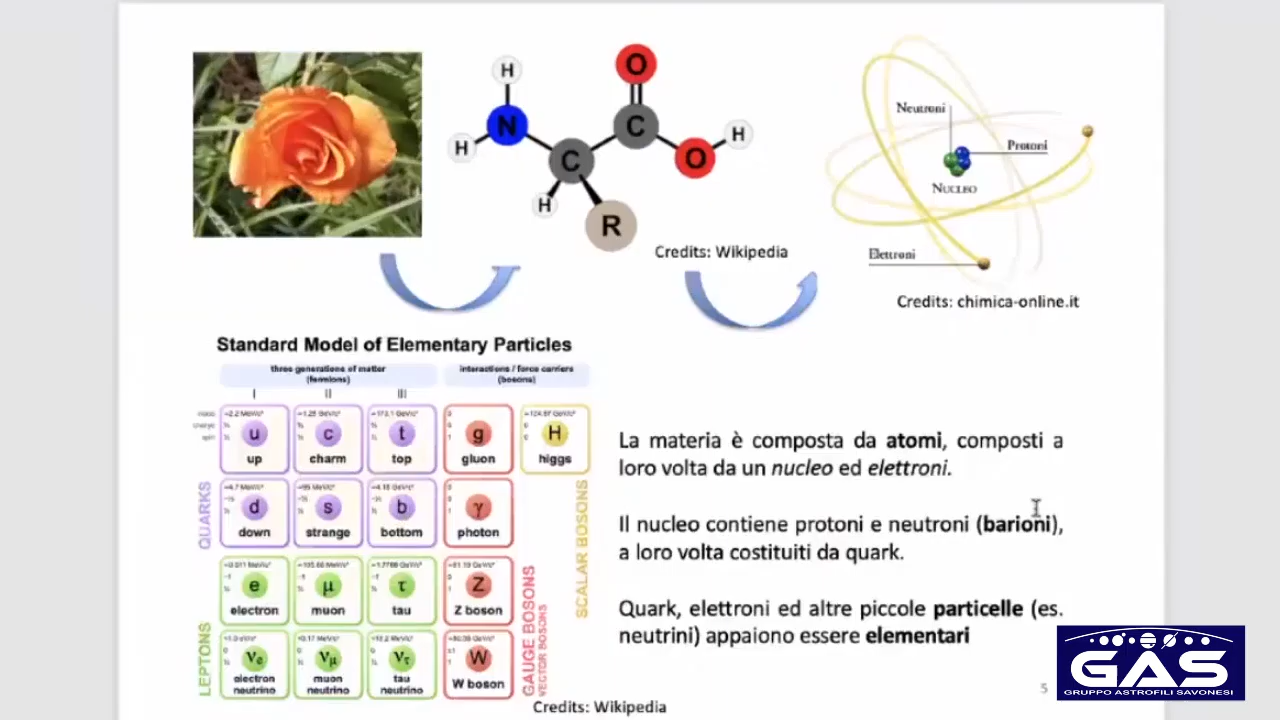 H
O
N
C
H
H
C
O
H
R
Neutroni
Protoni
NUCLEO
Elettroni
Credits: Wikipedia
Credits: chimica-online.it
Standard Model of Elementary Particles
three generations of matter
(fermions)
interactions / force carriers
(bosons)
I II III
mass
charge
spin
u c t g H
up charm top gluon higgs
d s b γ
down strange bottom photon
e μ τ Z
electron muon tau Z boson
νe νμ ντ W
electron neutrino
muon neutrino
tau neutrino
W boson
QUARKS
LEPTONS
GAUGE BOSONS
VECTOR BOSONS
SCALAR BOSONS
Credits: Wikipedia
La materia è composta da atomi, composti a
loro volta da un nucleo ed elettroni.
Il nucleo contiene protoni e neutroni (barioni),
a loro volta costituiti da quark.
Quark, elettroni ed altre piccole particelle (es.
neutrini) appaiono essere elementari
5
GAS
GRUPPO ASTROFILI SAVONESI